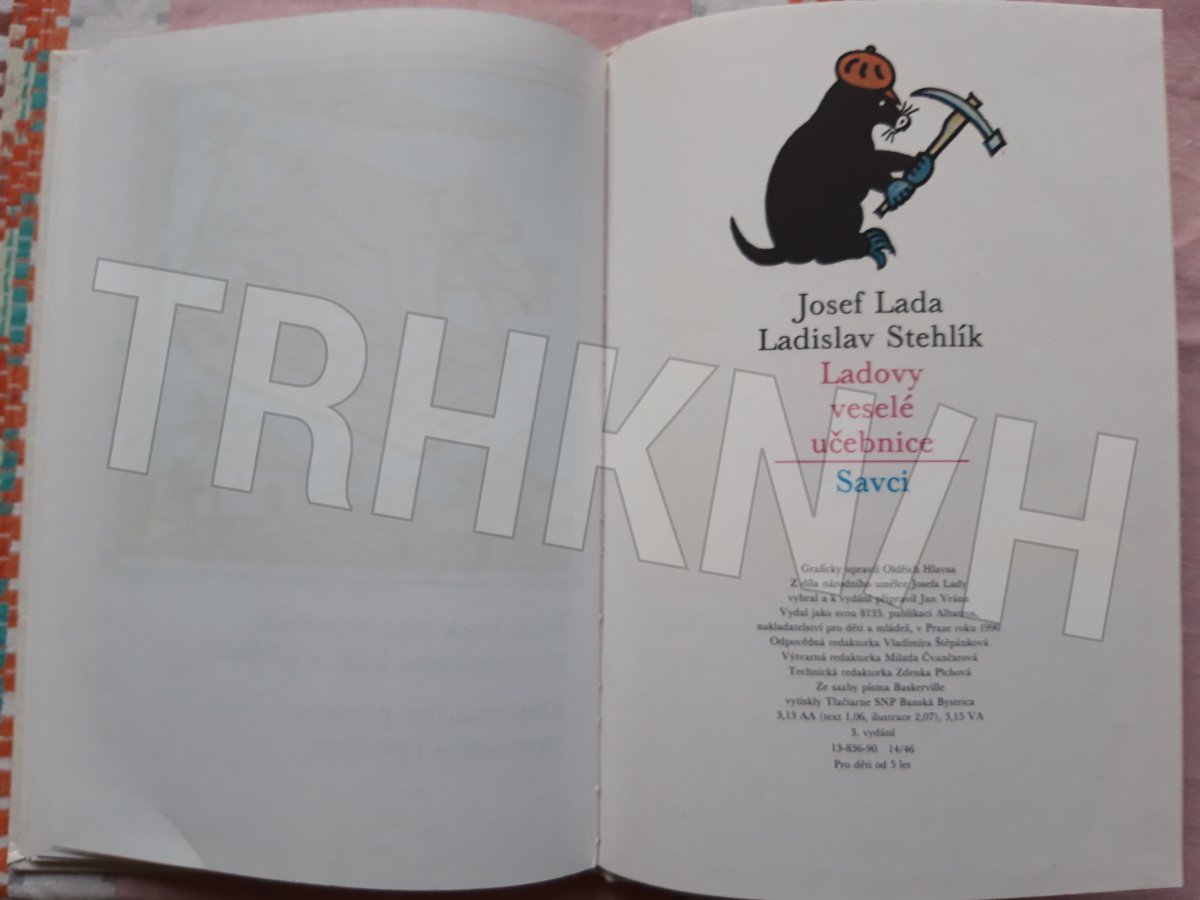 Josef Lada
Ladislav Stehlík
Ladovy
veselé
učebnice
Savci
Graficky upravil Oldřich Hlavsa
Z díla národního umělce Josefa Lady
vybral a k vydání připravil Jan Vrána
Vydal jako svou 8135. publikaci Albatros,
nakladatelství pro děti a mládež, v Praze roku 1990
Odpovědná redaktorka Vladimíra Štěpánková
Výtvarná redaktorka Milada Čvančarová
Technická redaktorka Zdenka Plchová
Ze sazby písma Baskerville
vytiskly Tlačiarne SNP Banská Bystrica
3,13 AA (text 1,06, ilustrace 2,07), 3,15 VA
3. vydání
13-836-90 14/46
Pro děti od 5 let
TRHKNIH